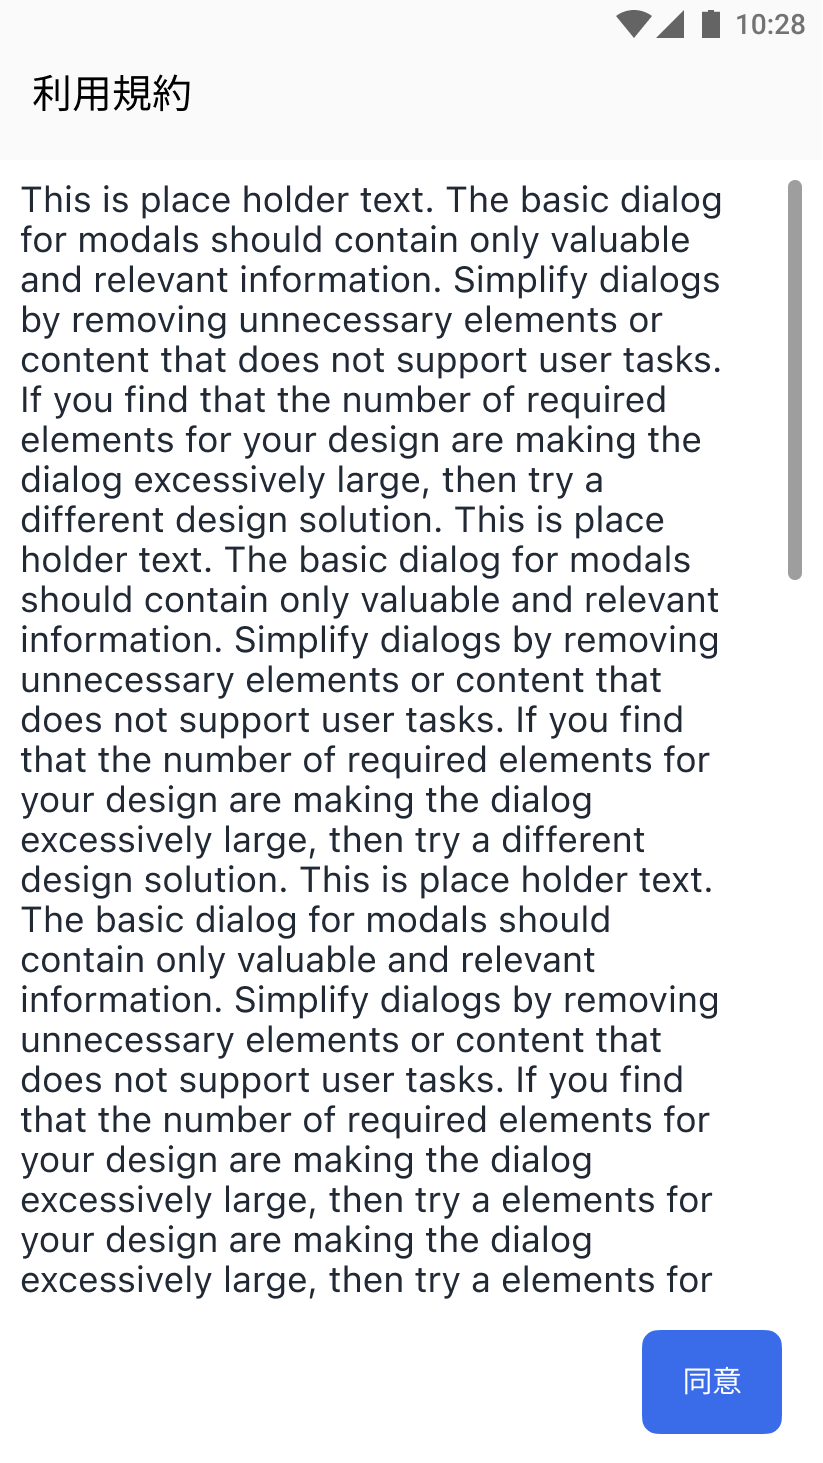 10:28
利用規約
This is place holder text. The basic dialog
for modals should contain only valuable
and relevant information. Simplify dialogs
by removing unnecessary elements or
content that does not support user tasks.
If you find that the number of required
elements for your design are making the
dialog excessively large, then try a
different design solution. This is place
holder text. The basic dialog for modals
should contain only valuable and relevant
information. Simplify dialogs by removing
unnecessary elements or content that
does not support user tasks. If you find
that the number of required elements for
your design are making the dialog
excessively large, then try a different
design solution. This is place holder text.
The basic dialog for modals should
contain only valuable and relevant
information. Simplify dialogs by removing
unnecessary elements or content that
does not support user tasks. If you find
that the number of required elements for
your design are making the dialog
excessively large, then try a elements for
your design are making the dialog
excessively large, then try a elements for
同意